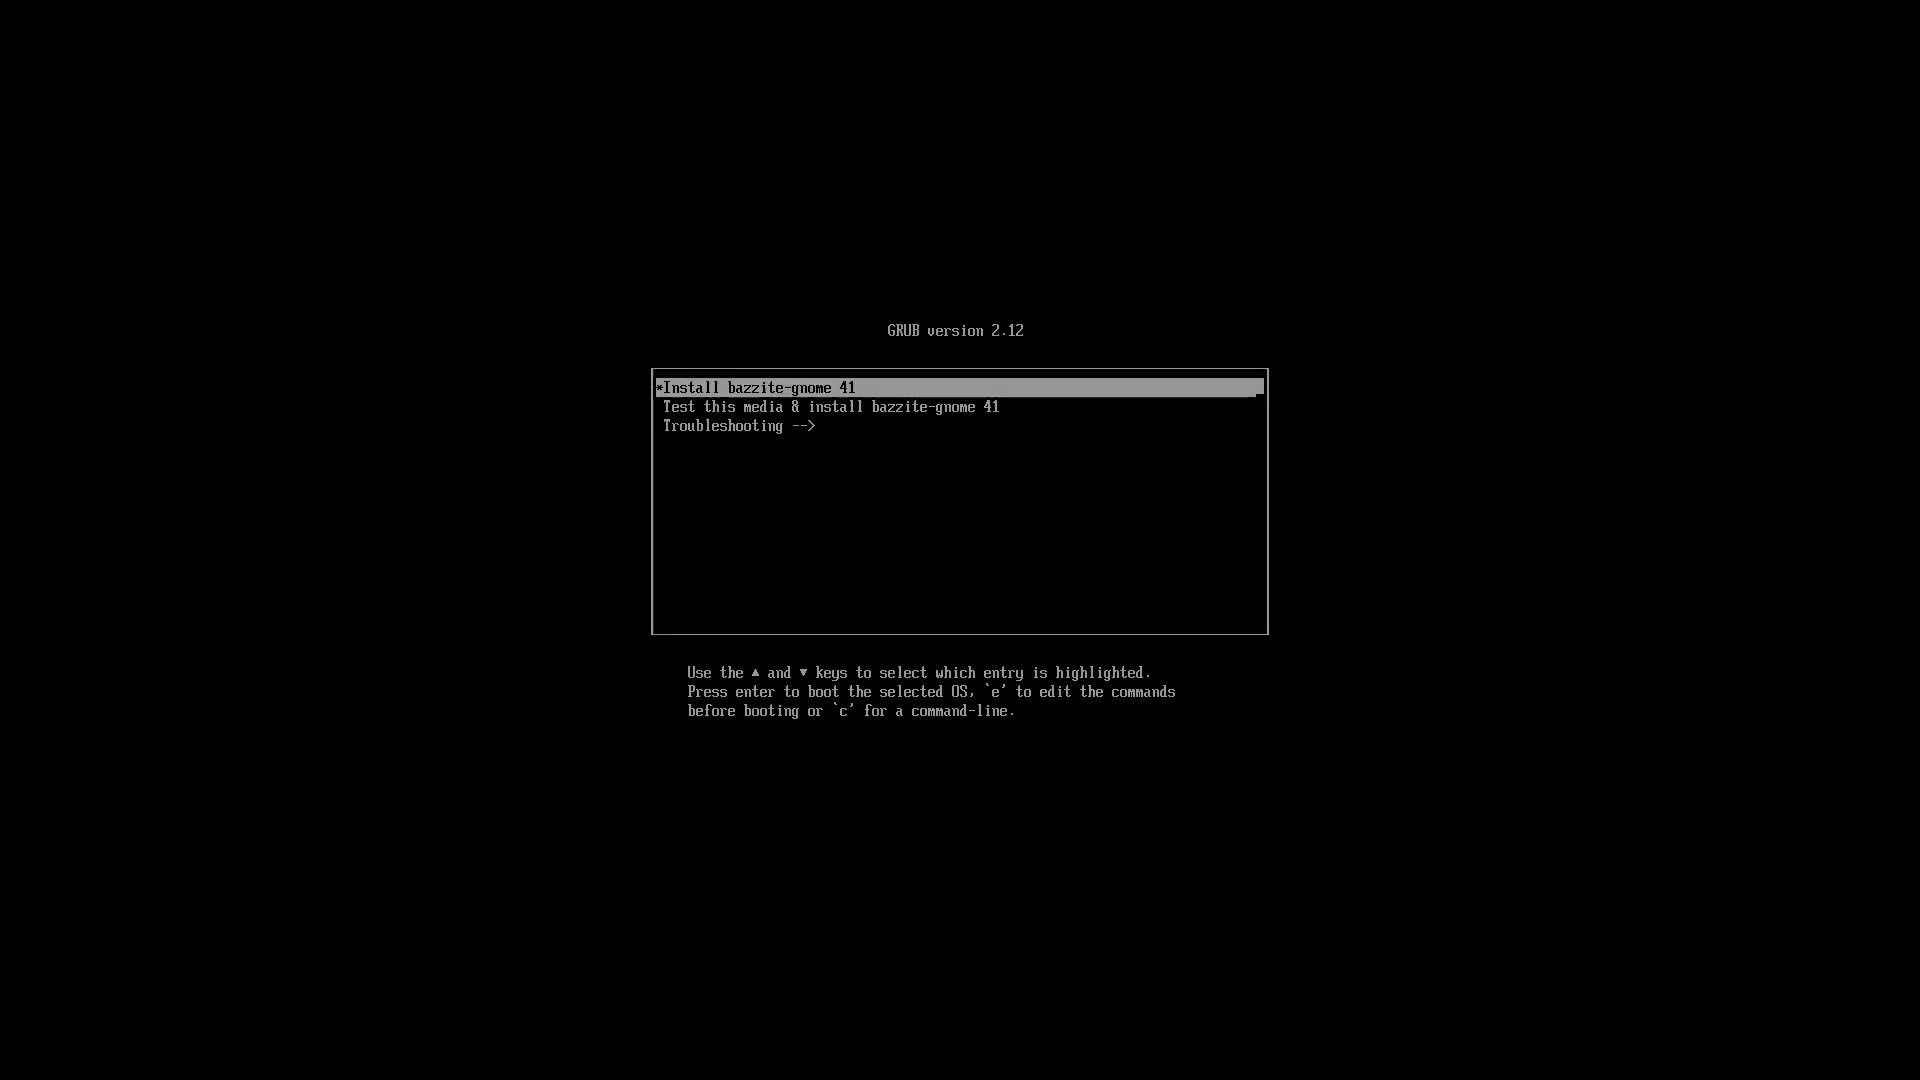 GRUB version 2.12
*Install bazzite-gnome 41
Test this media & install bazzite-gnome 41
Troubleshooting -->
Use the ▲ and ▼ keys to select which entry is highlighted.
Press enter to boot the selected OS, `e' to edit the commands
before booting or `c' for a command-line.